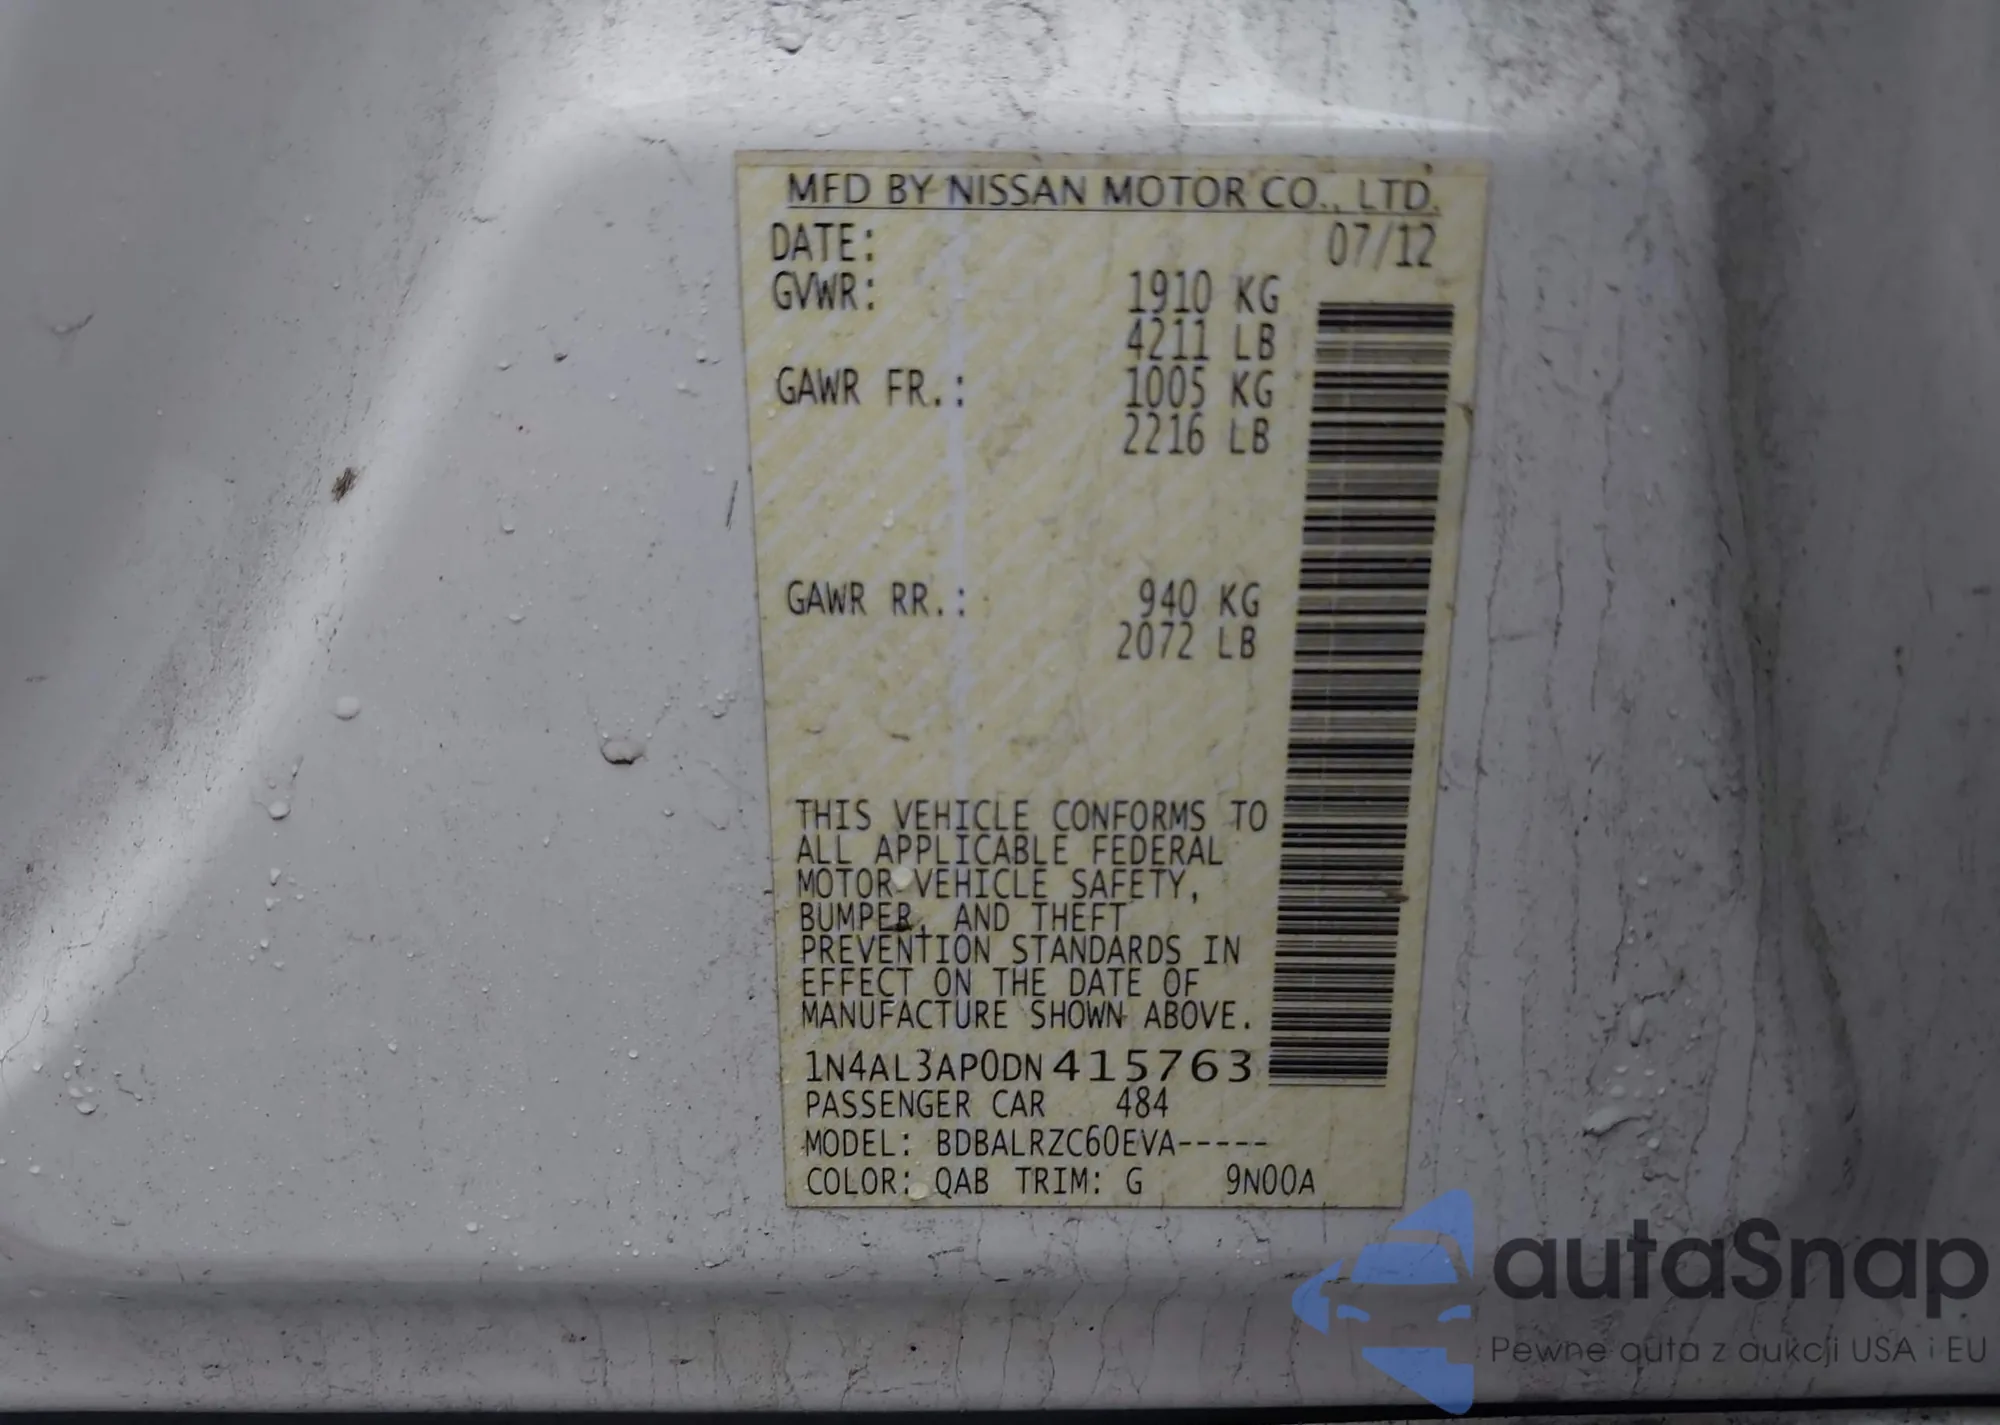 MFD BY NISSAN MOTOR CO., LTD.
DATE: 07/12
GVWR: 1910 KG
4211 LB
GAWR FR.: 1005 KG
2216 LB
GAWR RR.: 940 KG
2072 LB
THIS VEHICLE CONFORMS TO
ALL APPLICABLE FEDERAL
MOTOR VEHICLE SAFETY,
BUMPER, AND THEFT
PREVENTION STANDARDS IN
EFFECT ON THE DATE OF
MANUFACTURE SHOWN ABOVE.
1N4AL3AP0DN415763
PASSENGER CAR 484
MODEL: BDBALRZC60EVA-----
COLOR: QAB TRIM: G 9N00A
autaSnap
Pewne auta z aukcji USA i EU